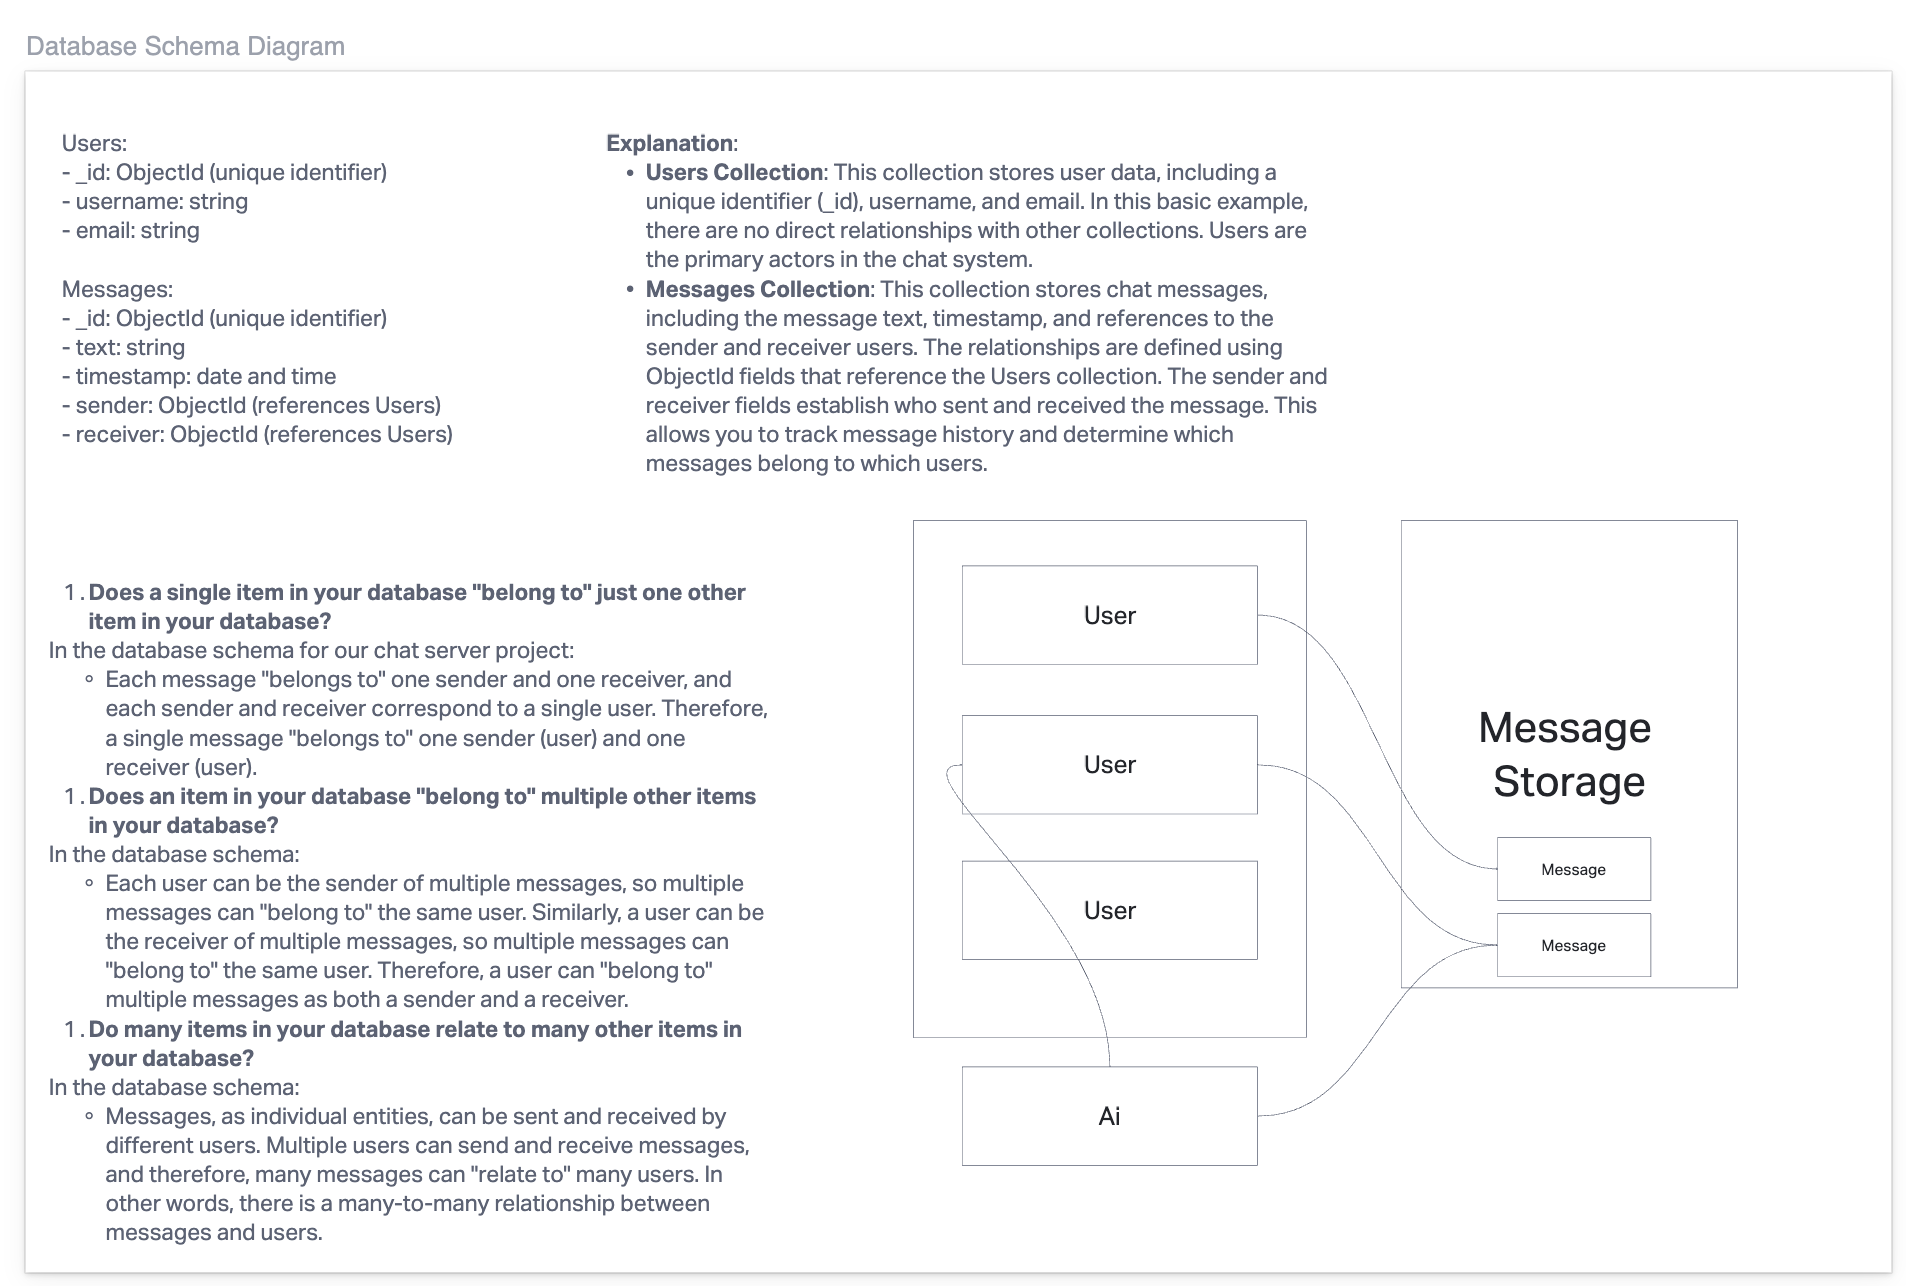 Database Schema Diagram
Users:
- _id: ObjectId (unique identifier)
- username: string
- email: string
Messages:
- _id: ObjectId (unique identifier)
- text: string
- timestamp: date and time
- sender: ObjectId (references Users)
- receiver: ObjectId (references Users)
Explanation:
• Users Collection: This collection stores user data, including a
unique identifier (_id), username, and email. In this basic example,
there are no direct relationships with other collections. Users are
the primary actors in the chat system.
• Messages Collection: This collection stores chat messages,
including the message text, timestamp, and references to the
sender and receiver users. The relationships are defined using
ObjectId fields that reference the Users collection. The sender and
receiver fields establish who sent and received the message. This
allows you to track message history and determine which
messages belong to which users.
1. Does a single item in your database "belong to" just one other
item in your database?
In the database schema for our chat server project:
◦ Each message "belongs to" one sender and one receiver, and
each sender and receiver correspond to a single user. Therefore,
a single message "belongs to" one sender (user) and one
receiver (user).
1. Does an item in your database "belong to" multiple other items
in your database?
In the database schema:
◦ Each user can be the sender of multiple messages, so multiple
messages can "belong to" the same user. Similarly, a user can be
the receiver of multiple messages, so multiple messages can
"belong to" the same user. Therefore, a user can "belong to"
multiple messages as both a sender and a receiver.
1. Do many items in your database relate to many other items in
your database?
In the database schema:
◦ Messages, as individual entities, can be sent and received by
different users. Multiple users can send and receive messages,
and therefore, many messages can "relate to" many users. In
other words, there is a many-to-many relationship between
messages and users.
User
User
User
Ai
Message
Storage
Message
Message